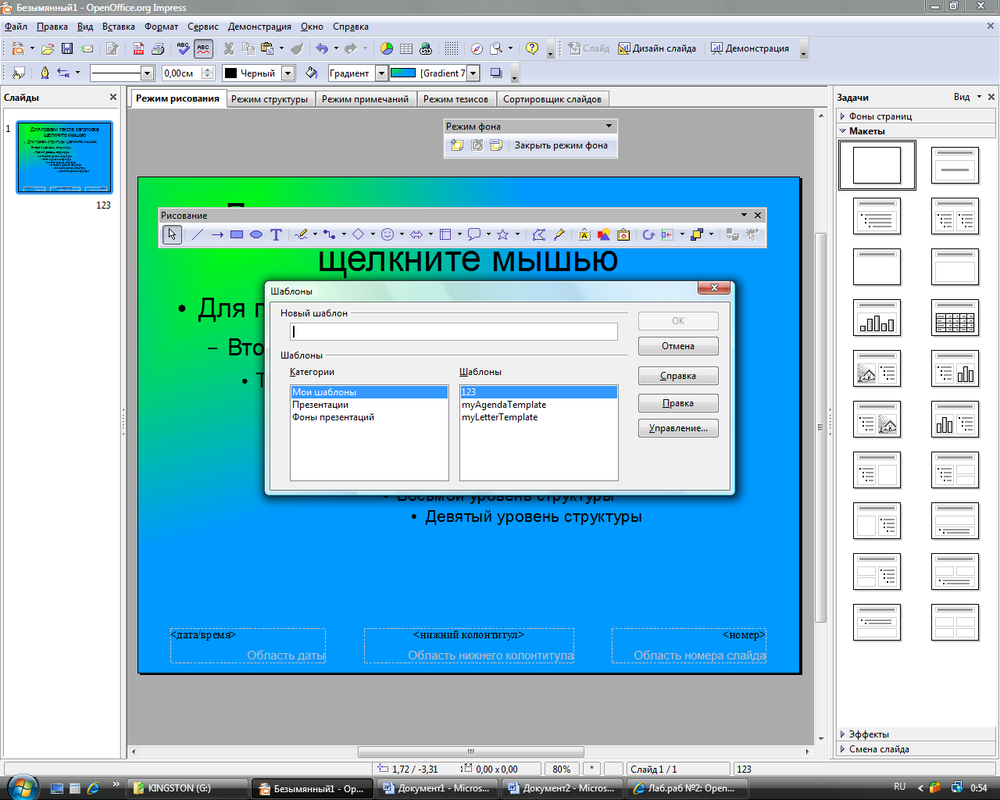 Безымянный1 - OpenOffice.org Impress
Файл Правка Вид Вставка Формат Сервис Демонстрация Окно Справка
Слайд Дизайн слайда Демонстрация
0,00см Черный Градиент [Gradient 7
Слайды
Режим рисования Режим структуры Режим примечаний Режим тезисов Сортировщик слайдов
Задачи Вид
Фоны страниц
Макеты
1
Для правки текста заголовка
щелкните мышью
123
Режим фона
Закрыть режим фона
Рисование
щелкните мышью
Для п
Вто
Шаблоны
Новый шаблон
OK
Отмена
Шаблоны
Категории Шаблоны
Справка
Мои шаблоны 123
Презентации myAgendaTemplate
Правка
Фоны презентаций myLetterTemplate
Управление...
Восьмой уровень структуры
Девятый уровень структуры
<дата/время> <нижний колонтитул> <номер>
Область даты Область нижнего колонтитула Область номера слайда
Эффекты
Смена слайда
1,72 / -3,31 0,00 x 0,00 80% * Слайд 1 / 1 123
KINGSTON (G:) Безымянный1 - Op... Документ1 - Micros... Документ2 - Micros... Лаб.раб №2: Open... RU 0:54